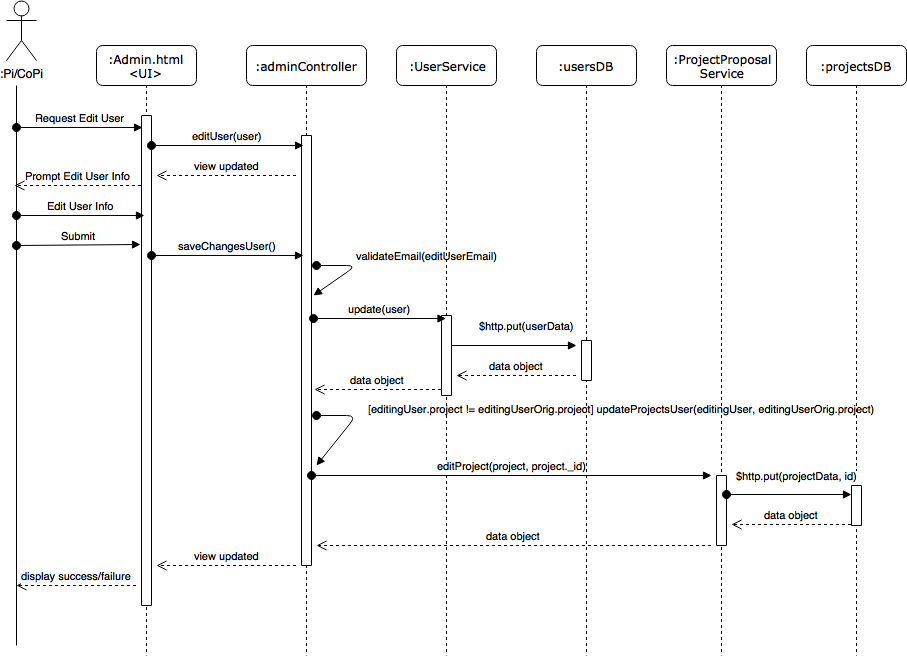 :Pi/CoPi
:Admin.html
<UI>
:adminController
:UserService
:usersDB
:ProjectProposal
Service
:projectsDB
Request Edit User
editUser(user)
view updated
Prompt Edit User Info
Edit User Info
Submit
saveChangesUser()
validateEmail(editUserEmail)
update(user)
$http.put(userData)
data object
data object
[editingUser.project != editingUserOrig.project] updateProjectsUser(editingUser, editingUserOrig.project)
editProject(project, project._id)
$http.put(projectData, id)
data object
data object
view updated
display success/failure